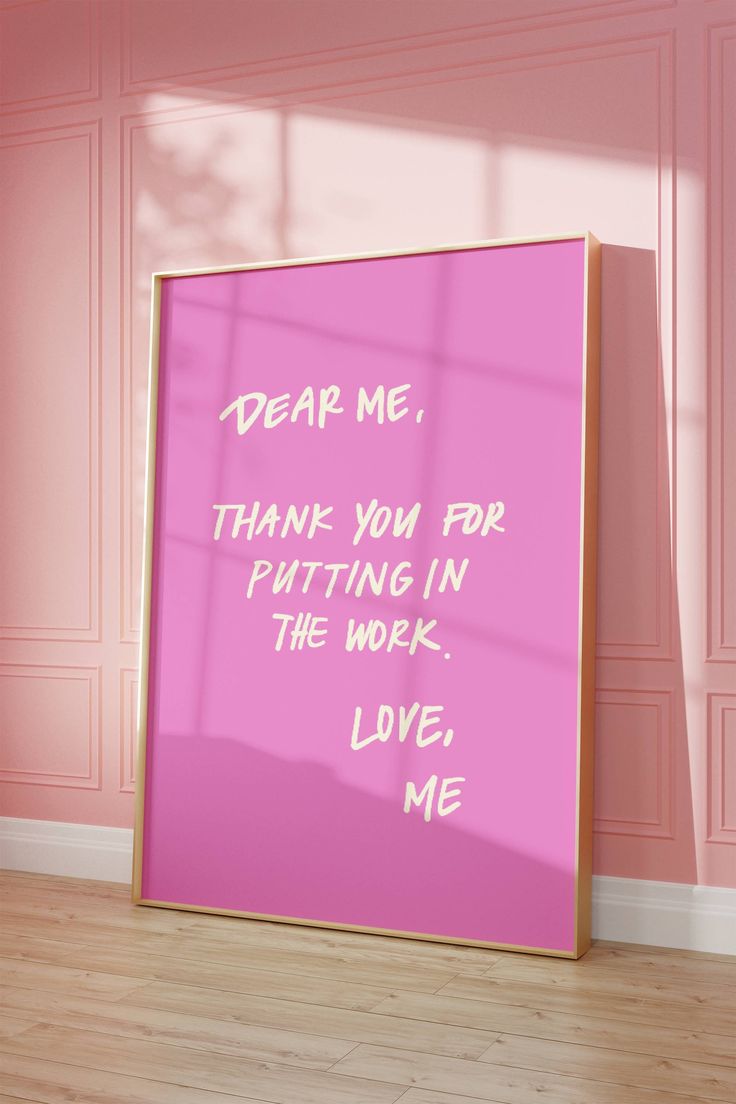 DEAR ME,
THANK YOU FOR
PUTTING IN
THE WORK.
LOVE,
ME